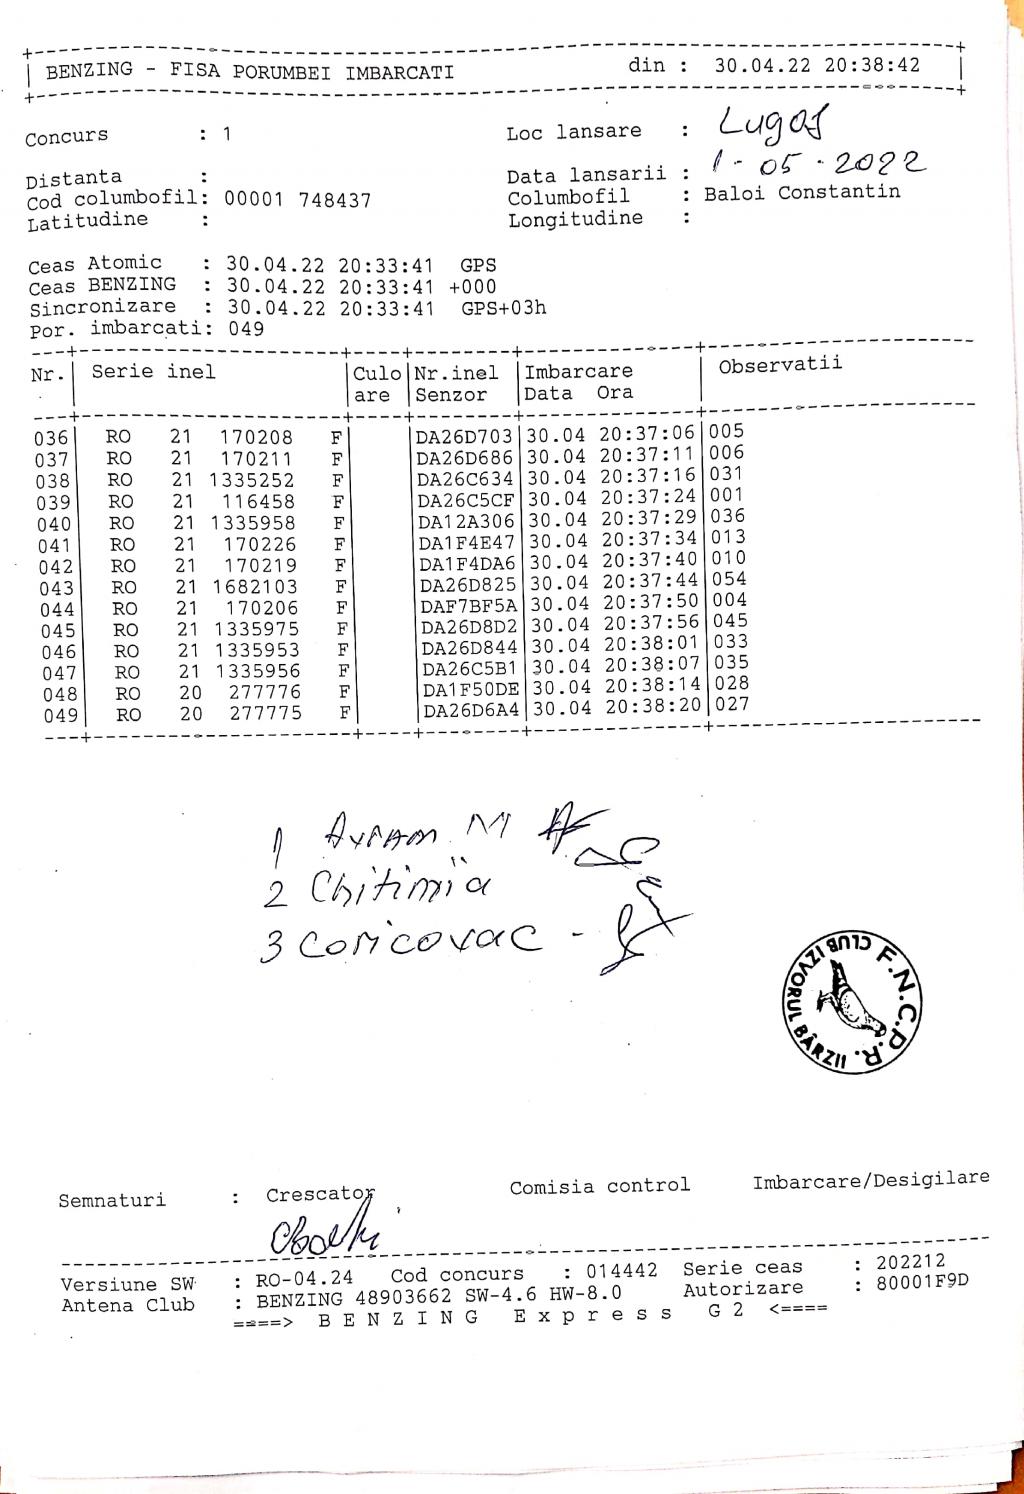 BENZING - FISA PORUMBEI IMBARCATI din : 30.04.22 20:38:42
Concurs : 1 Loc lansare : Lugoj
Distanta : Data lansarii : 1-05-2022
Cod columbofil: 00001 748437 Columbofil : Baloi Constantin
Latitudine : Longitudine :
Ceas Atomic : 30.04.22 20:33:41 GPS
Ceas BENZING : 30.04.22 20:33:41 +000
Sincronizare : 30.04.22 20:33:41 GPS+03h
Por. imbarcati: 049
Nr. Serie inel Culo Nr.inel Imbarcare Observatii
are Senzor Data Ora
036 RO 21 170208 F DA26D703 30.04 20:37:06 005
037 RO 21 170211 F DA26D686 30.04 20:37:11 006
038 RO 21 1335252 F DA26C634 30.04 20:37:16 031
039 RO 21 116458 F DA26C5CF 30.04 20:37:24 001
040 RO 21 1335958 F DA12A306 30.04 20:37:29 036
041 RO 21 170226 F DA1F4E47 30.04 20:37:34 013
042 RO 21 170219 F DA1F4DA6 30.04 20:37:40 010
043 RO 21 1682103 F DA26D825 30.04 20:37:44 054
044 RO 21 170206 F DAF7BF5A 30.04 20:37:50 004
045 RO 21 1335975 F DA26D8D2 30.04 20:37:56 045
046 RO 21 1335953 F DA26D844 30.04 20:38:01 033
047 RO 21 1335956 F DA26C5B1 30.04 20:38:07 035
048 RO 20 277776 F DA1F50DE 30.04 20:38:14 028
049 RO 20 277775 F DA26D6A4 30.04 20:38:20 027
1 Avram M
2 Chitimia
3 Coricovac -
F.N.C.P.R. CLUB IZVORUL BÂRZII
Semnaturi : Crescator Comisia control Imbarcare/Desigilare
Versiune SW : RO-04.24 Cod concurs : 014442 Serie ceas : 202212
Antena Club : BENZING 48903662 SW-4.6 HW-8.0 Autorizare : 80001F9D
====> B E N Z I N G E x p r e s s G 2 <====